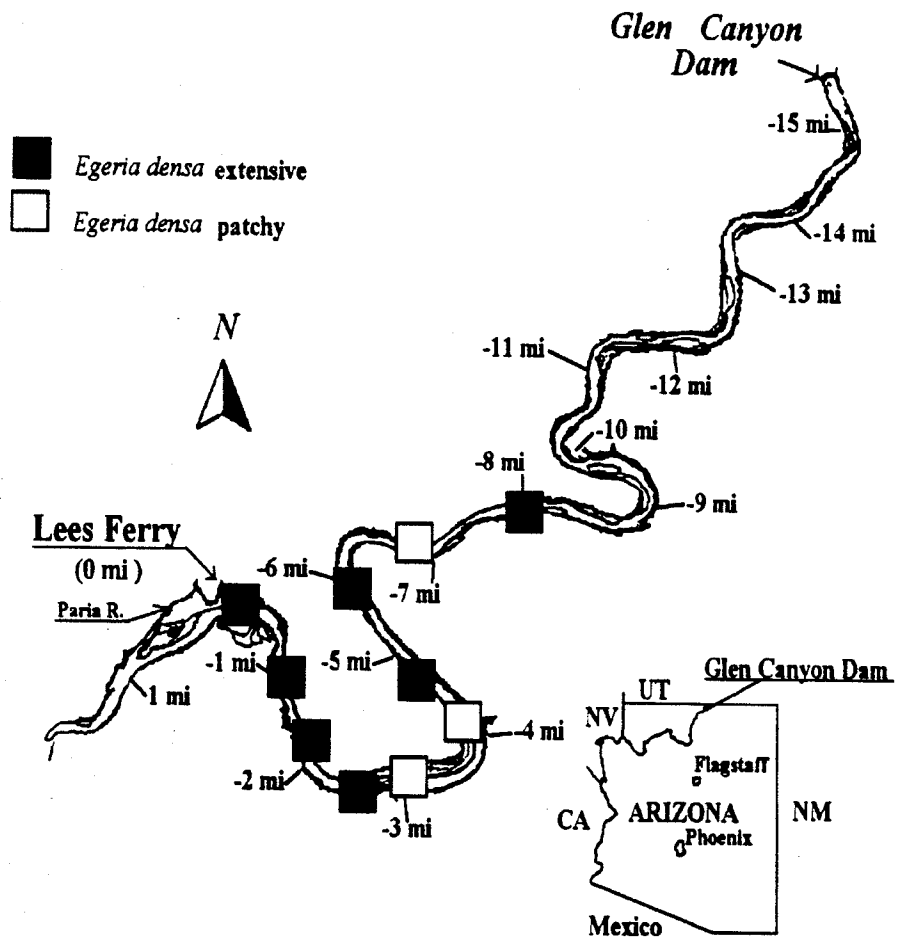 Glen Canyon
Dam
-15 mi
Egeria densa extensive
Egeria densa patchy
-14 mi
-13 mi
N
-11 mi
-12 mi
-10 mi
-8 mi
-9 mi
Lees Ferry
(0 mi )
-6 mi
-7 mi
Paria R.
-1 mi
-5 mi
1 mi
Glen Canyon Dam
UT
NV
-4 mi
Flagstaff
-2 mi
CA
ARIZONA
NM
-3 mi
Phoenix
Mexico